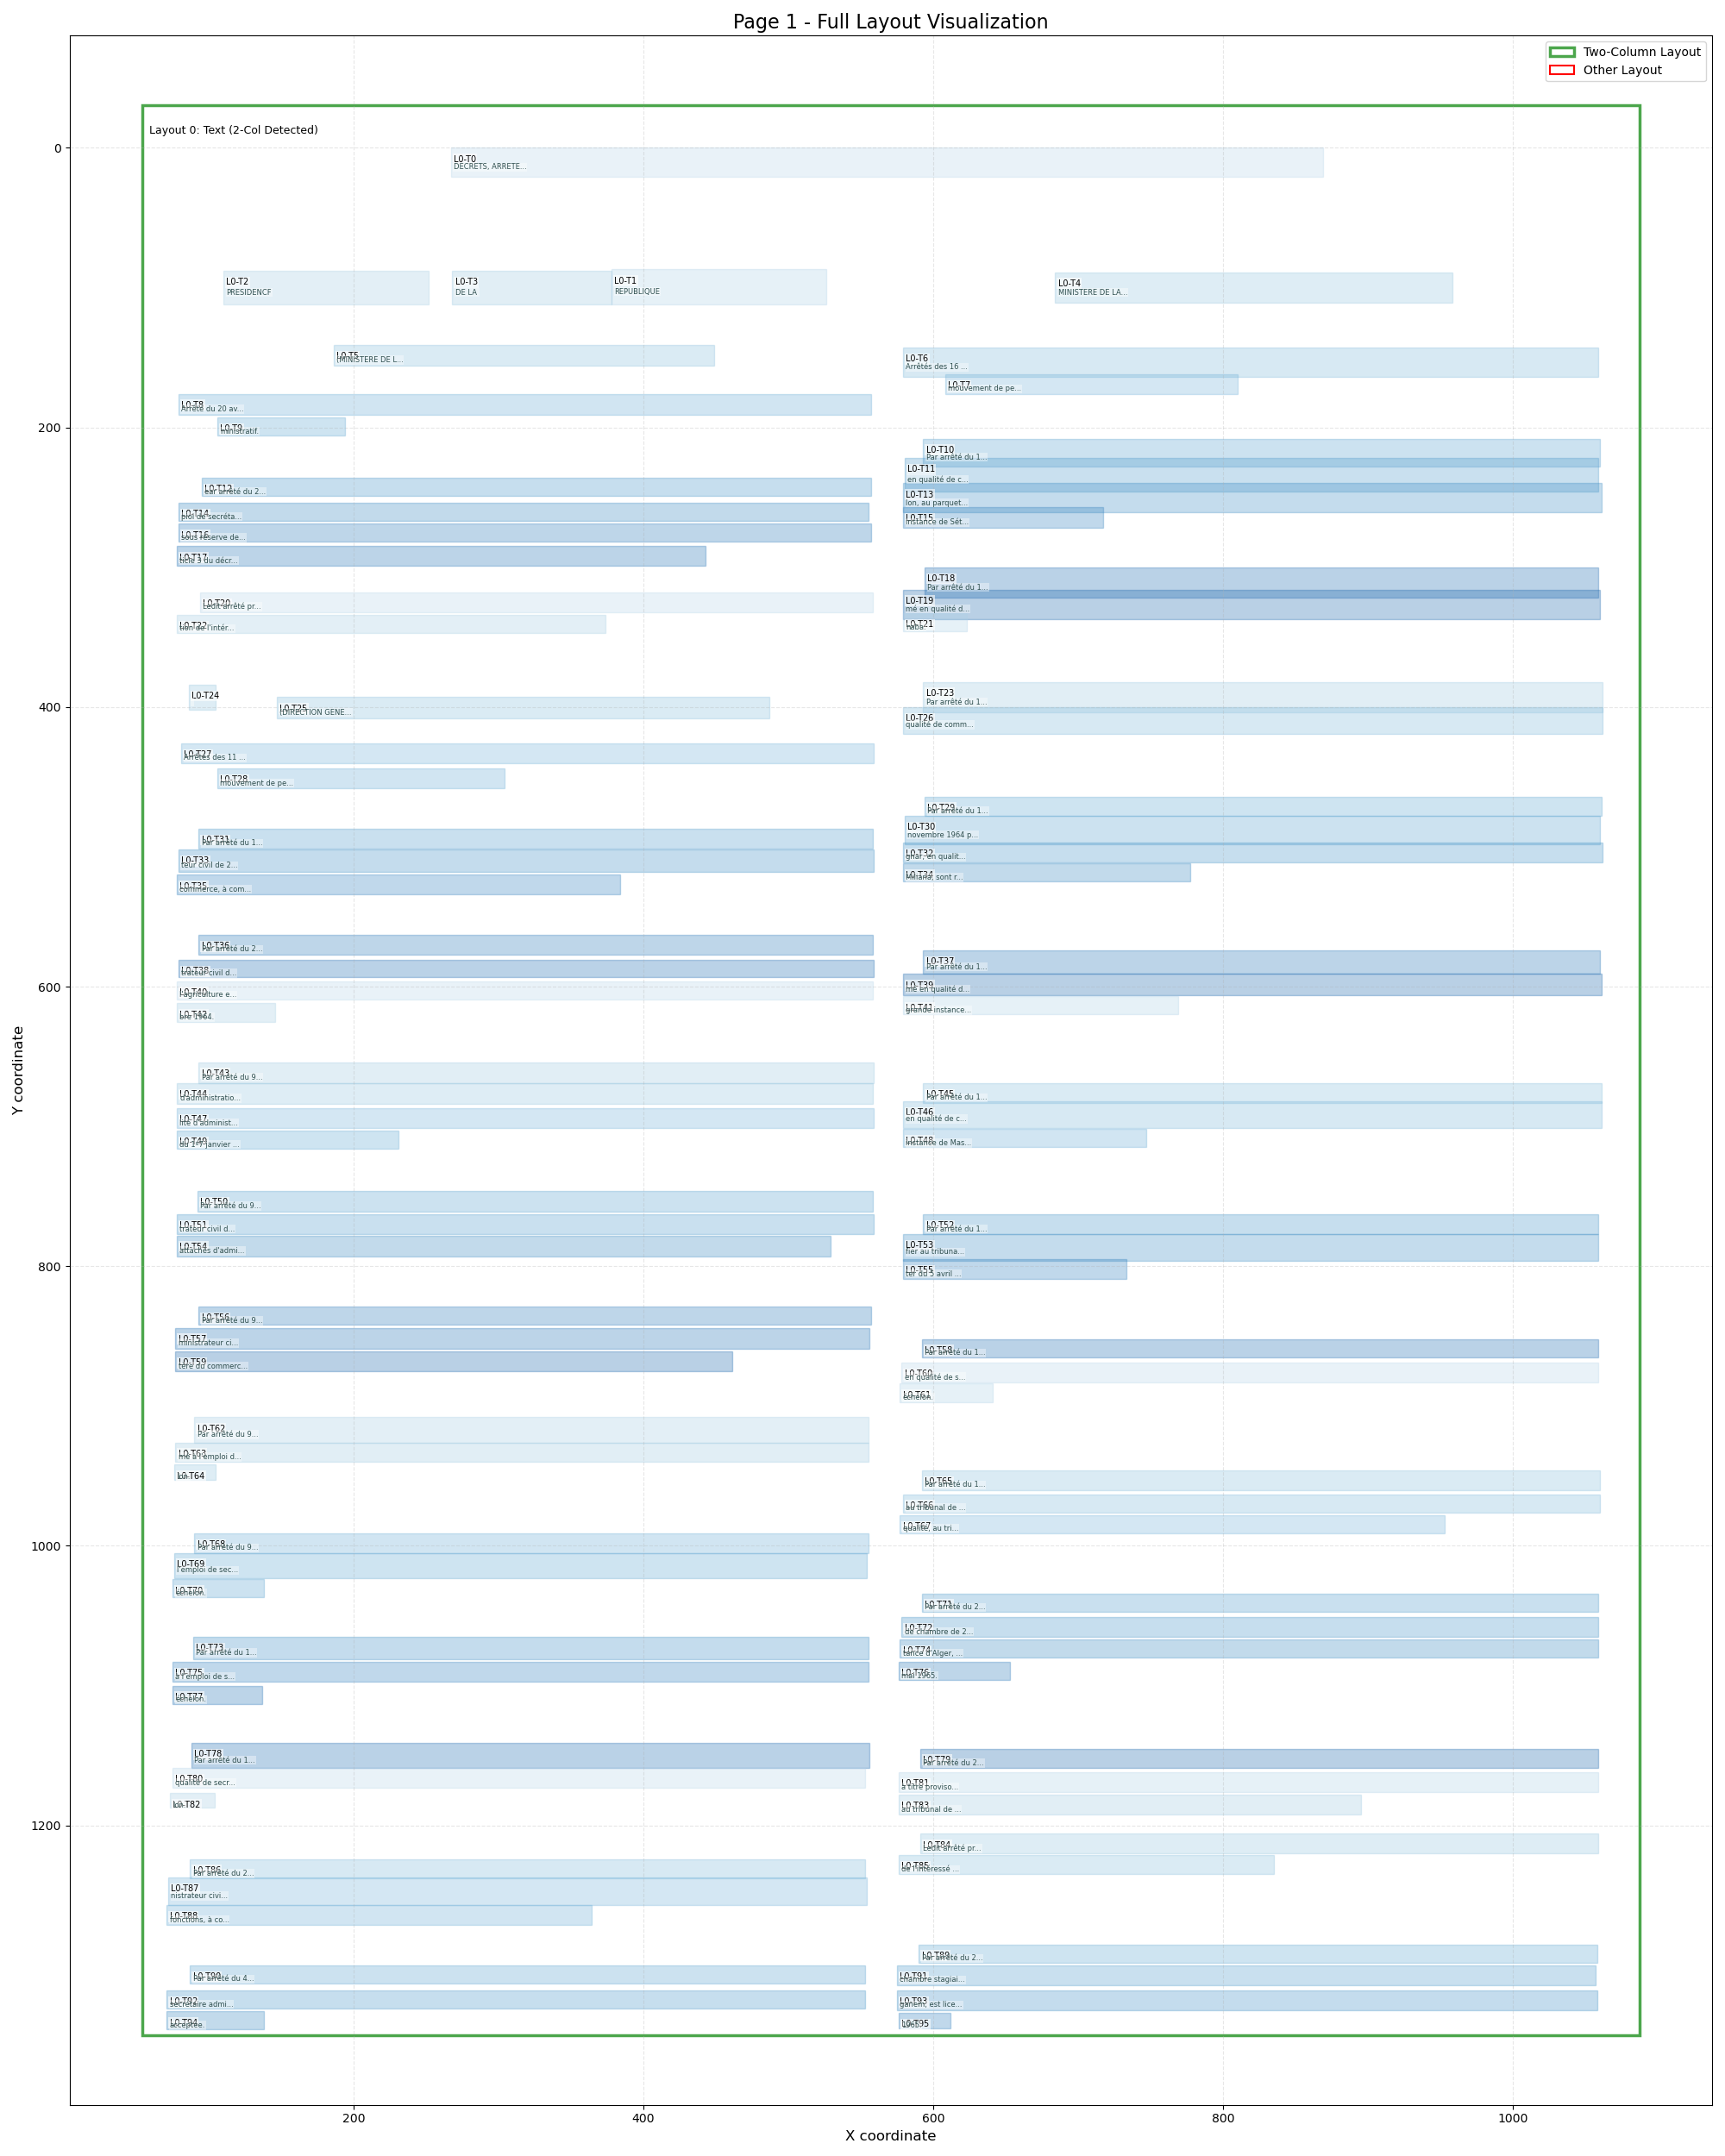 Page 1 - Full Layout Visualization
Two-Column Layout
Other Layout
Layout 0: Text (2-Col Detected)
L0-T0
DECRETS, ARRETE...
L0-T2
PRESIDENCF
L0-T3
DE LA
L0-T1
REPUBLIQUE
L0-T4
MINISTERE DE LA...
L0-T5
(MINISTERE DE L...
L0-T8
Arrêté du 20 av...
L0-T9
ministratif.
L0-T12
ear arrêté du 2...
L0-T14
ploi de secréta...
L0-T16
sous réserve de...
L0-T17
ticle 3 du décr...
L0-T20
Ledit arrêté pr...
L0-T22
tion de l'intér...
L0-T24
L0-T25
(DIRECTION GENE...
L0-T27
Arrêtés des 11 ...
L0-T28
mouvement de pe...
L0-T31
Par arrêté du 1...
L0-T33
teur civil de 2...
L0-T35
commerce, à com...
L0-T36
Par arrêté du 2...
L0-T38
trateur civil d...
L0-T40
l'agriculture e...
L0-T42
bre 1964.
L0-T43
Par arrêté du 9...
L0-T44
d'administratio...
L0-T47
lité d'administ...
L0-T49
du 1er janvier ...
L0-T50
Par arrêté du 9...
L0-T51
trateur civil d...
L0-T54
attachés d'admi...
L0-T56
Par arrêté du 9...
L0-T57
ministrateur ci...
L0-T59
tère du commerc...
L0-T62
Par arrêté du 9...
L0-T63
mé à l'emploi d...
L0-T64
L0-T68
Par arrêté du 9...
L0-T69
l'emploi de sec...
L0-T70
échelon.
L0-T73
Par arrêté du 1...
L0-T75
à l'emploi de s...
L0-T77
échelon.
L0-T78
Par arrêté du 1...
L0-T80
qualité de secr...
L0-T82
L0-T86
Par arrêté du 2...
L0-T87
nistrateur civi...
L0-T88
fonctions, à co...
L0-T90
Par arrêté du 4...
L0-T92
secrétaire admi...
L0-T94
acceptée.
L0-T6
Arrêtés des 16 ...
L0-T7
mouvement de pe...
L0-T10
Par arrêté du 1...
L0-T11
en qualité de c...
L0-T13
lon, au parquet...
L0-T15
instance de Sét...
L0-T18
Par arrêté du 1...
L0-T19
mé en qualité d...
L0-T21
naba.
L0-T23
Par arrêté du 1...
L0-T26
qualité de comm...
L0-T29
Par arrêté du 1...
L0-T30
novembre 1964 p...
L0-T32
ghar, en qualit...
L0-T34
Miliana, sont r...
L0-T37
Par arrêté du 1...
L0-T39
mé en qualité d...
L0-T41
grande instance...
L0-T45
Par arrêté du 1...
L0-T46
en qualité de c...
L0-T48
instance de Mas...
L0-T52
Par arrêté du 1...
L0-T53
fier au tribuna...
L0-T55
ter du 5 avril ...
L0-T58
Par arrêté du 1...
L0-T60
en qualité de s...
L0-T61
échelon.
L0-T65
Par arrêté du 1...
L0-T66
au tribunal de ...
L0-T67
qualité, au tri...
L0-T71
Par arrêté du 2...
L0-T72
de chambre de 2...
L0-T74
tance d'Alger, ...
L0-T76
mai 1965.
L0-T79
Par arrêté du 2...
L0-T81
à titre proviso...
L0-T83
au tribunal de ...
L0-T84
Ledit arrêté pr...
L0-T85
de l'intéressé ...
L0-T89
Par arrêté du 2...
L0-T91
chambre stagiai...
L0-T93
ganem, est lice...
L0-T95
0
200
400
600
800
1000
1200
Y coordinate
200
400
600
800
1000
X coordinate